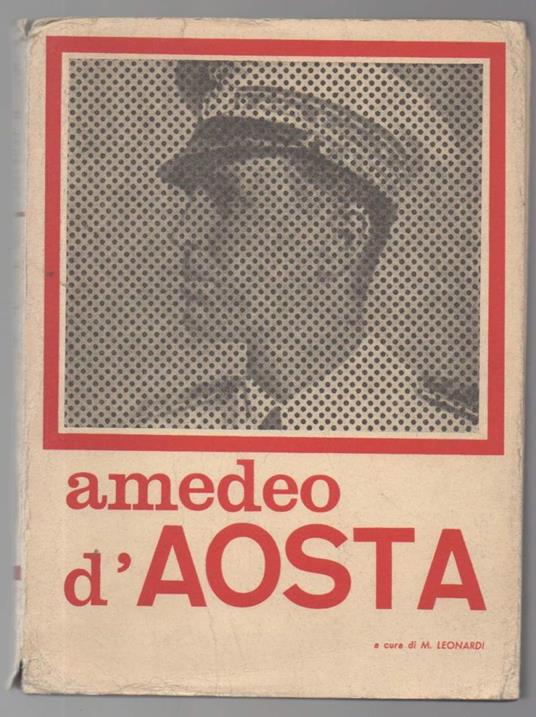 amedeo
d'AOSTA
a cura di M. LEONARDI